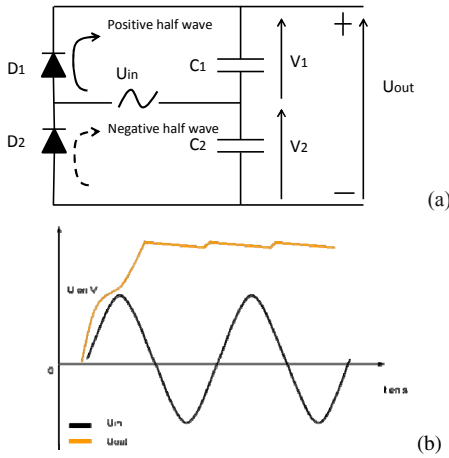 Positive half wave
D1
Uin
C1
V1
+
Uout
D2
Negative half wave
C2
V2
−
(a)
U en V
0
t en s
Uin
Uout
(b)